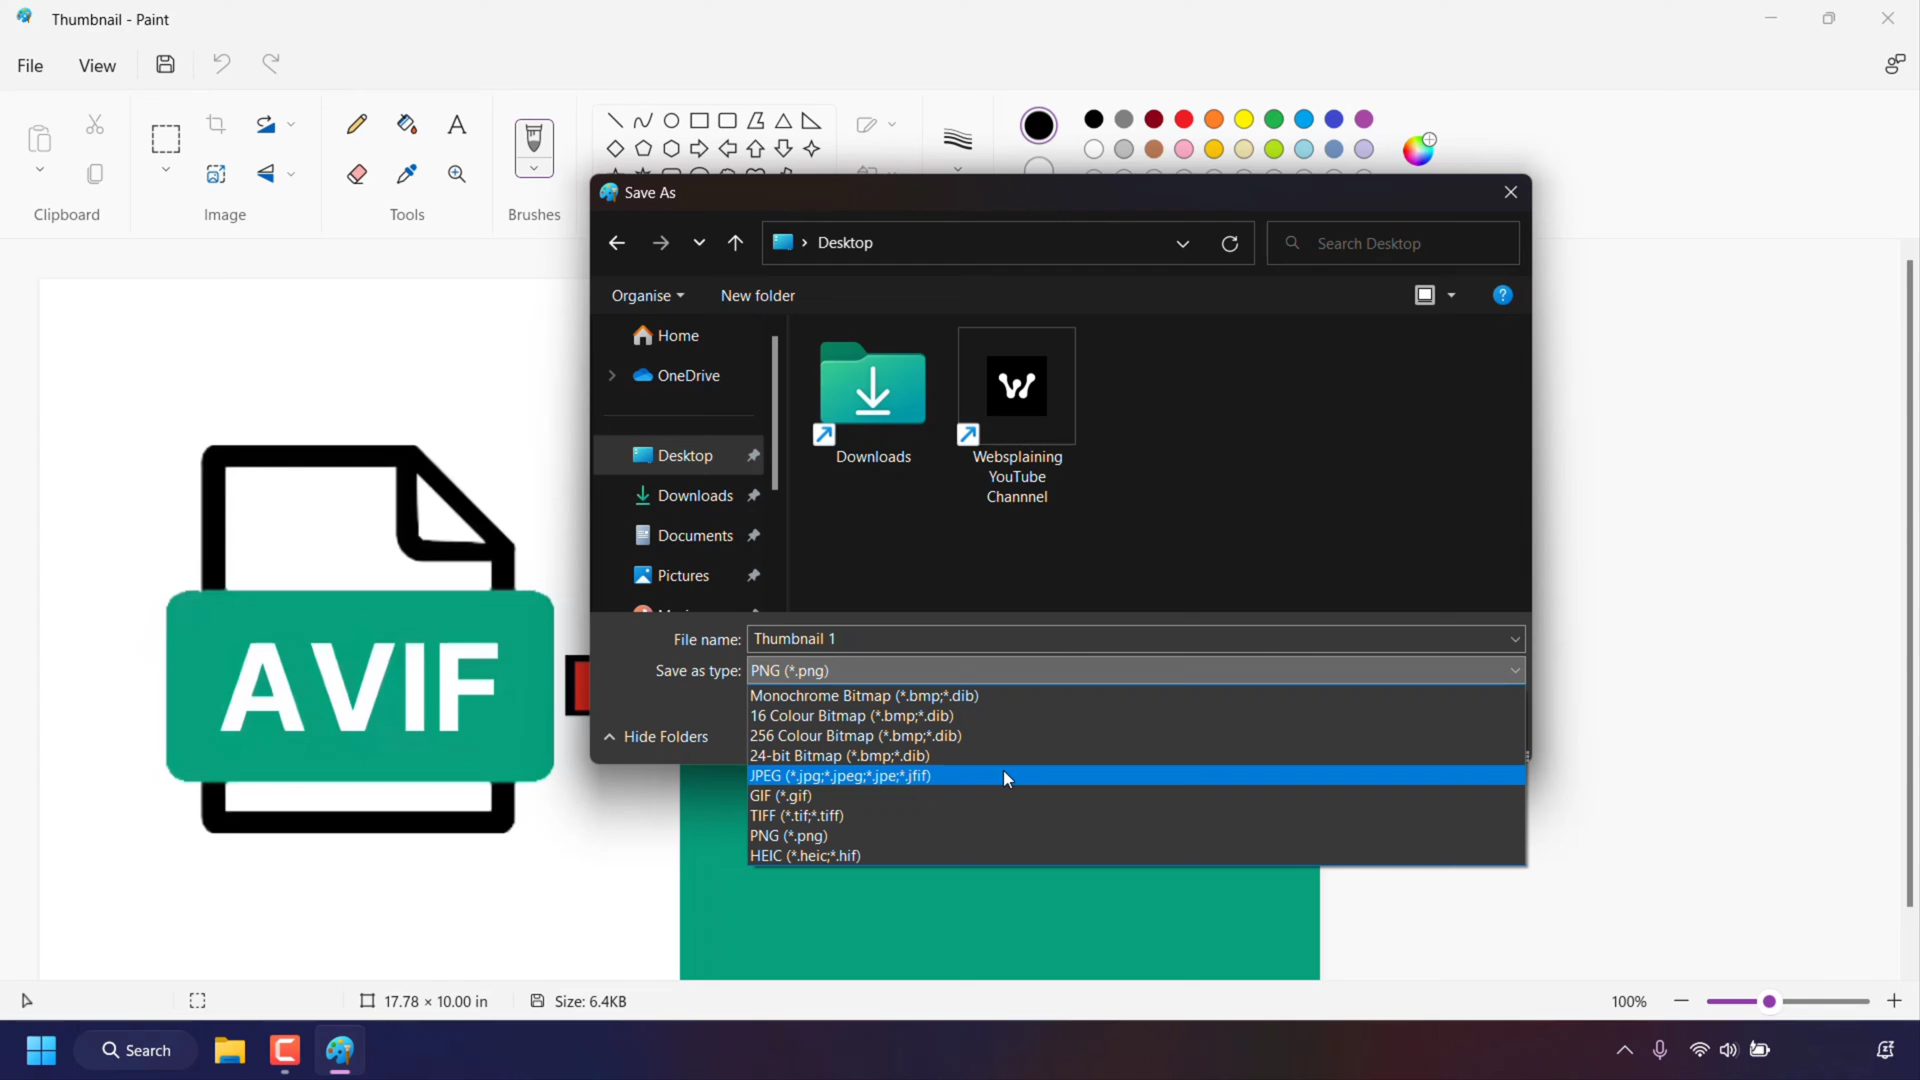 Thumbnail - Paint
File
View
Clipboard
Image
Tools
Brushes
Save As
Desktop
Search Desktop
Organise
New folder
Home
OneDrive
Desktop
Downloads
Documents
Pictures
Downloads
Websplaining
YouTube
Channnel
File name: Thumbnail 1
Save as type: PNG (*.png)
Monochrome Bitmap (*.bmp;*.dib)
16 Colour Bitmap (*.bmp;*.dib)
256 Colour Bitmap (*.bmp;*.dib)
24-bit Bitmap (*.bmp;*.dib)
JPEG (*.jpg;*.jpeg;*.jpe;*.jfif)
GIF (*.gif)
TIFF (*.tif;*.tiff)
PNG (*.png)
HEIC (*.heic;*.hif)
Hide Folders
AVIF
17.78 × 10.00 in
Size: 6.4KB
100%
Search